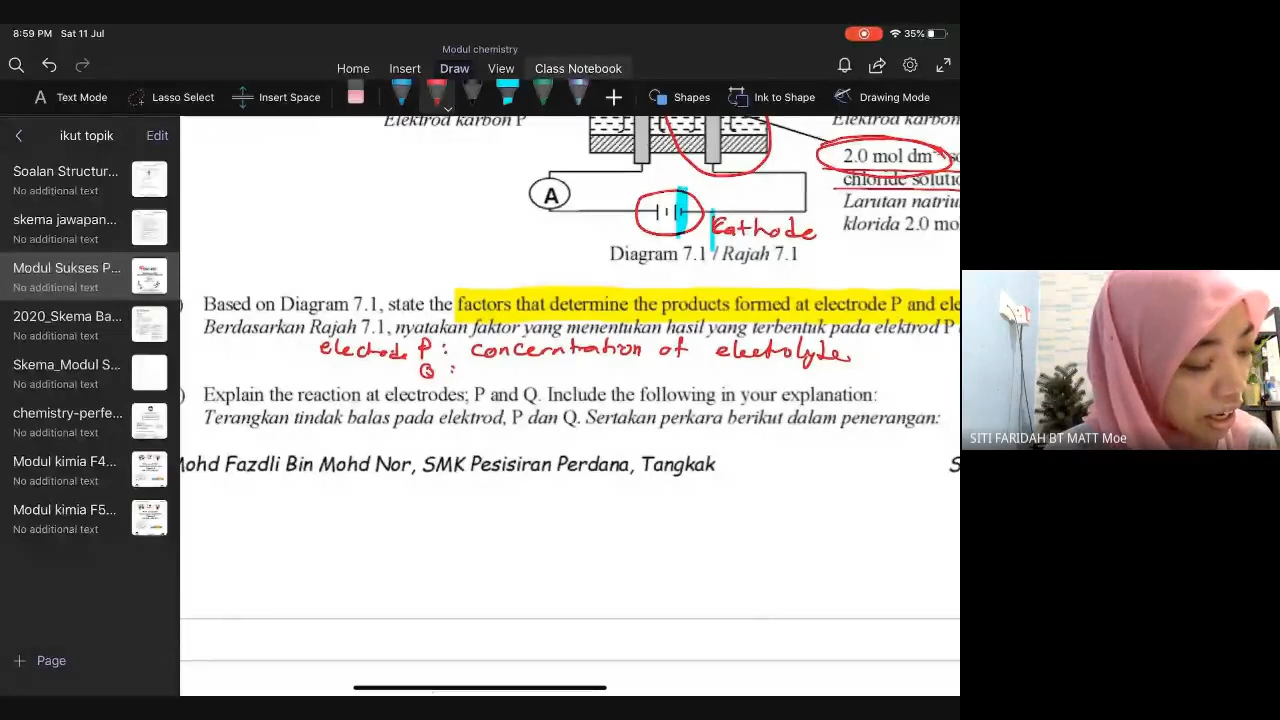 8:59 PM Sat 11 Jul
35%
Modul chemistry
Home Insert Draw View Class Notebook
A Text Mode Lasso Select Insert Space Shapes Ink to Shape Drawing Mode
ikut topik Edit
Soalan Structur...
No additional text
skema jawapan...
No additional text
Modul Sukses P...
No additional text
2020_Skema Ba...
No additional text
Skema_Modul S...
No additional text
chemistry-perfe...
No additional text
Modul kimia F4...
No additional text
Modul kimia F5...
No additional text
+ Page
Elektrod karbon P
Elektrod karbon
2.0 mol dm
chloride solutio
Larutan natriu
klorida 2.0 mo
A
Cathode
Diagram 7.1 / Rajah 7.1
) Based on Diagram 7.1, state the factors that determine the products formed at electrode P and ele
Berdasarkan Rajah 7.1, nyatakan faktor yang menentukan hasil yang terbentuk pada elektrod P
electrode P : concerntration of electrolyte
Q :
) Explain the reaction at electrodes; P and Q. Include the following in your explanation:
Terangkan tindak balas pada elektrod, P dan Q. Sertakan perkara berikut dalam penerangan:
Mohd Fazdli Bin Mohd Nor, SMK Pesisiran Perdana, Tangkak
S
SITI FARIDAH BT MATT Moe